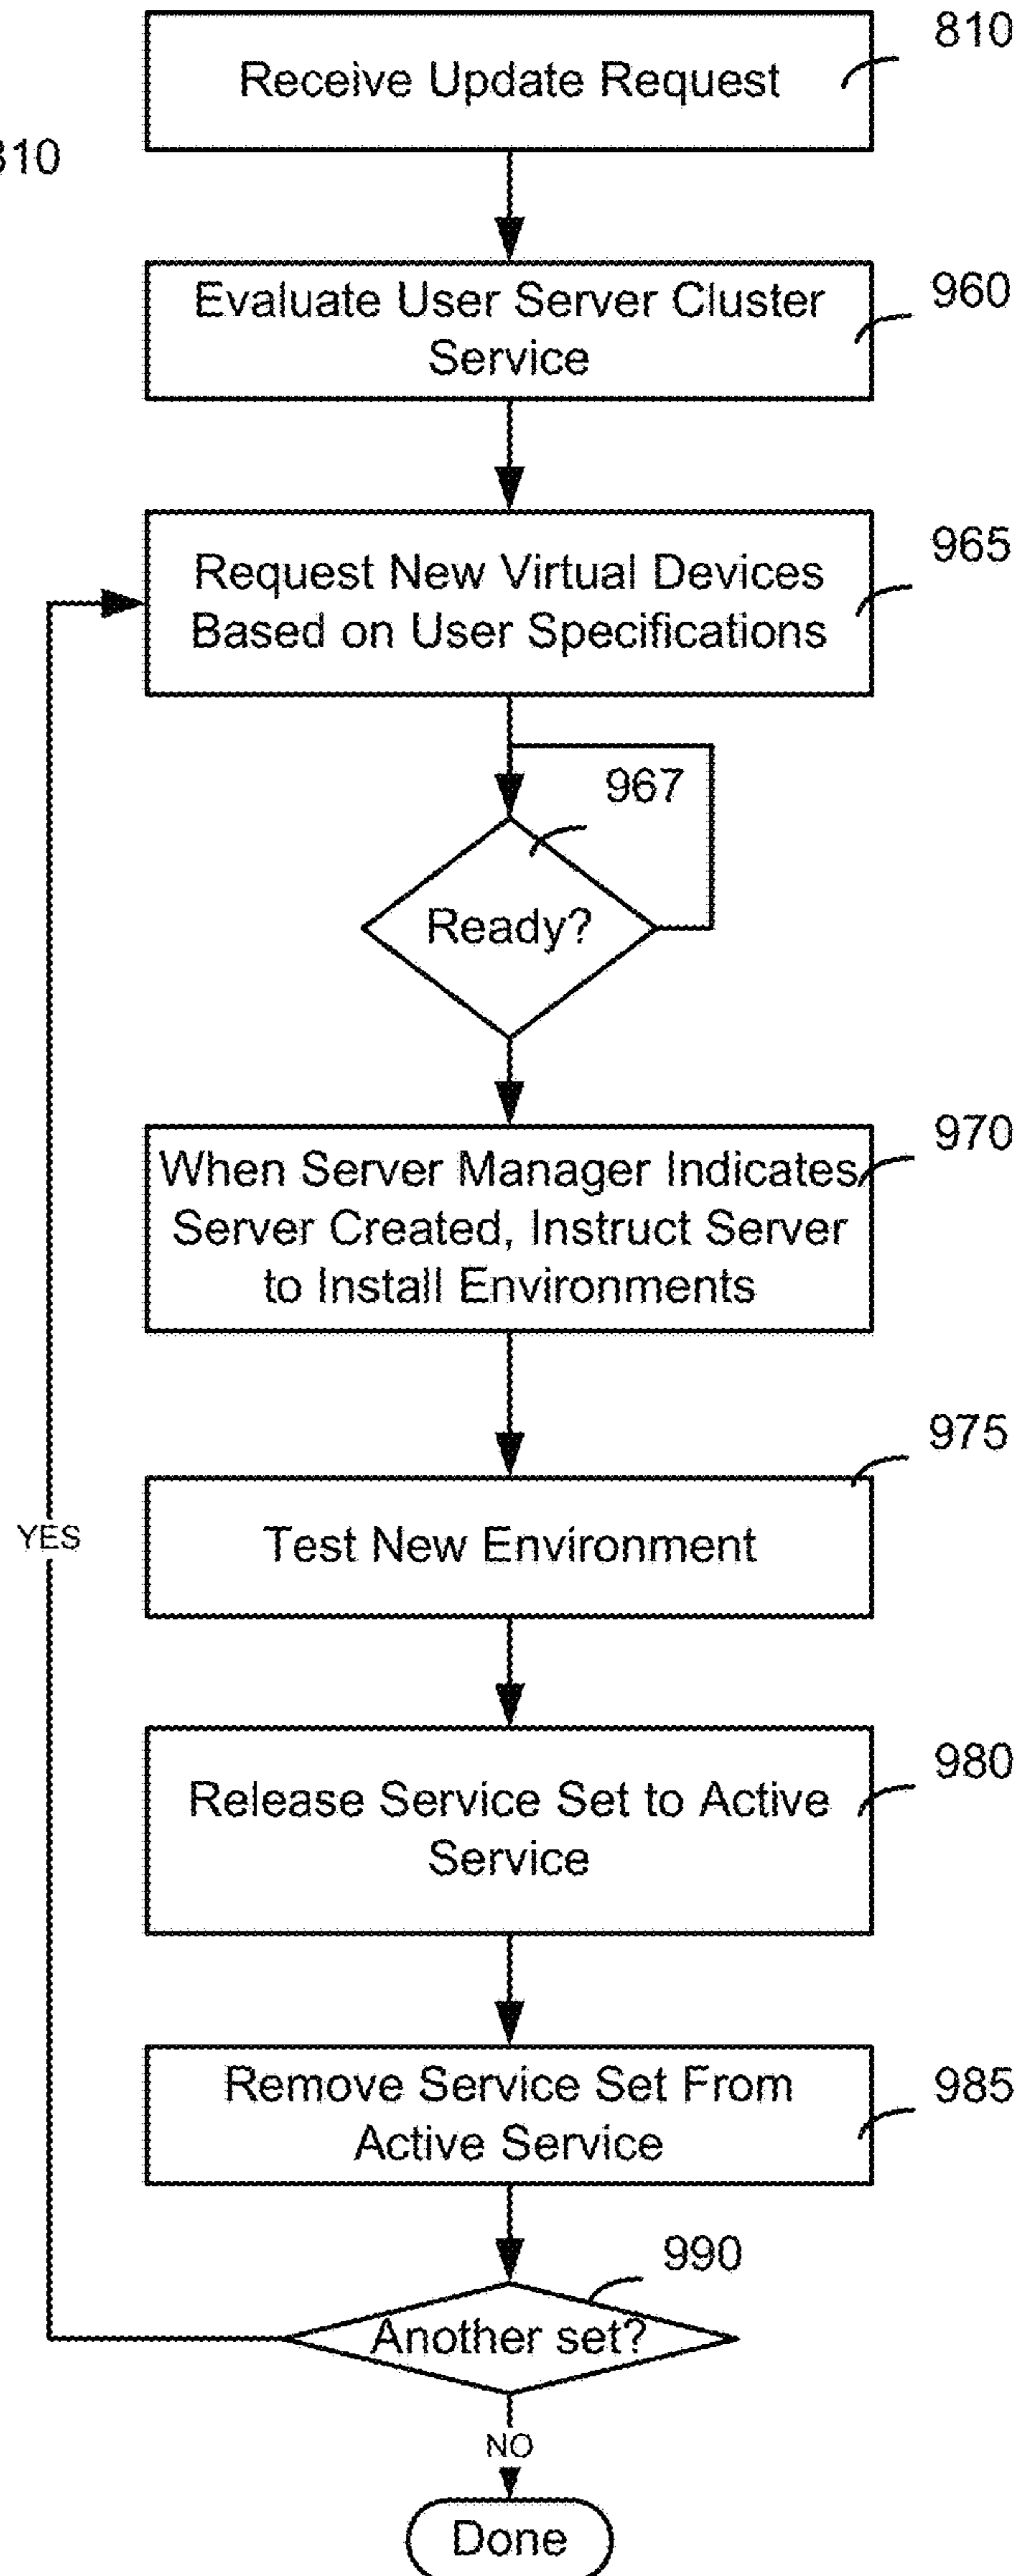 810
Receive Update Request
810
Evaluate User Server Cluster
Service
960
Request New Virtual Devices
Based on User Specifications
965
967
Ready?
When Server Manager Indicates
Server Created, Instruct Server
to Install Environments
970
975
Test New Environment
YES
Release Service Set to Active
Service
980
Remove Service Set From
Active Service
985
990
Another set?
NO
Done